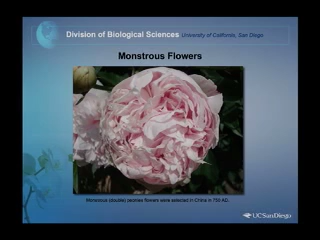 Division of Biological Sciences University of California, San Diego
Monstrous Flowers
Monstrous (double) peonies flowers were selected in China in 750 AD.
UCSanDiego